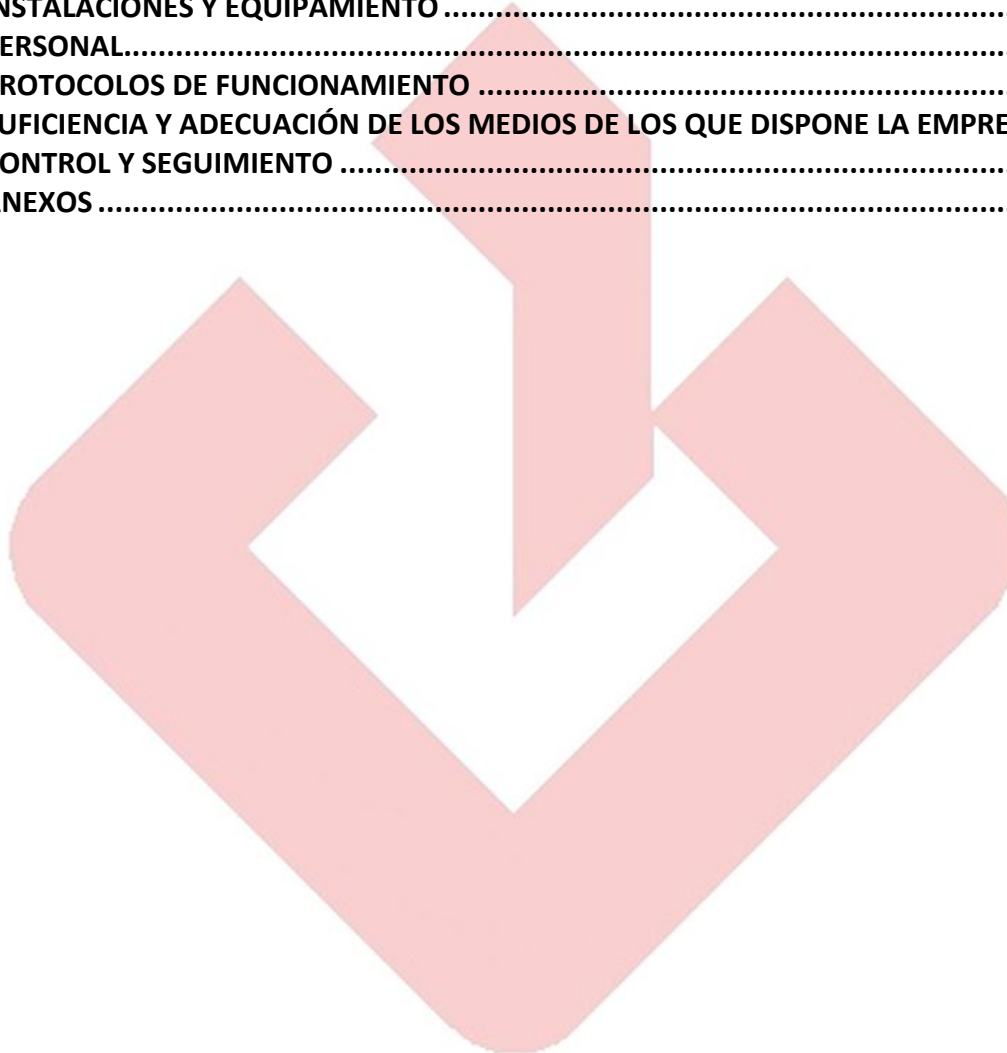 NSTALACIONES Y EQUIPAMIENTO ........................................................................
ERSONAL........................................................................................................
ROTOCOLOS DE FUNCIONAMIENTO ................................................................
UFICIENCIA Y ADECUACIÓN DE LOS MEDIOS DE LOS QUE DISPONE LA EMPRE
ONTROL Y SEGUIMIENTO ..................................................................................
NEXOS ...........................................................................................................